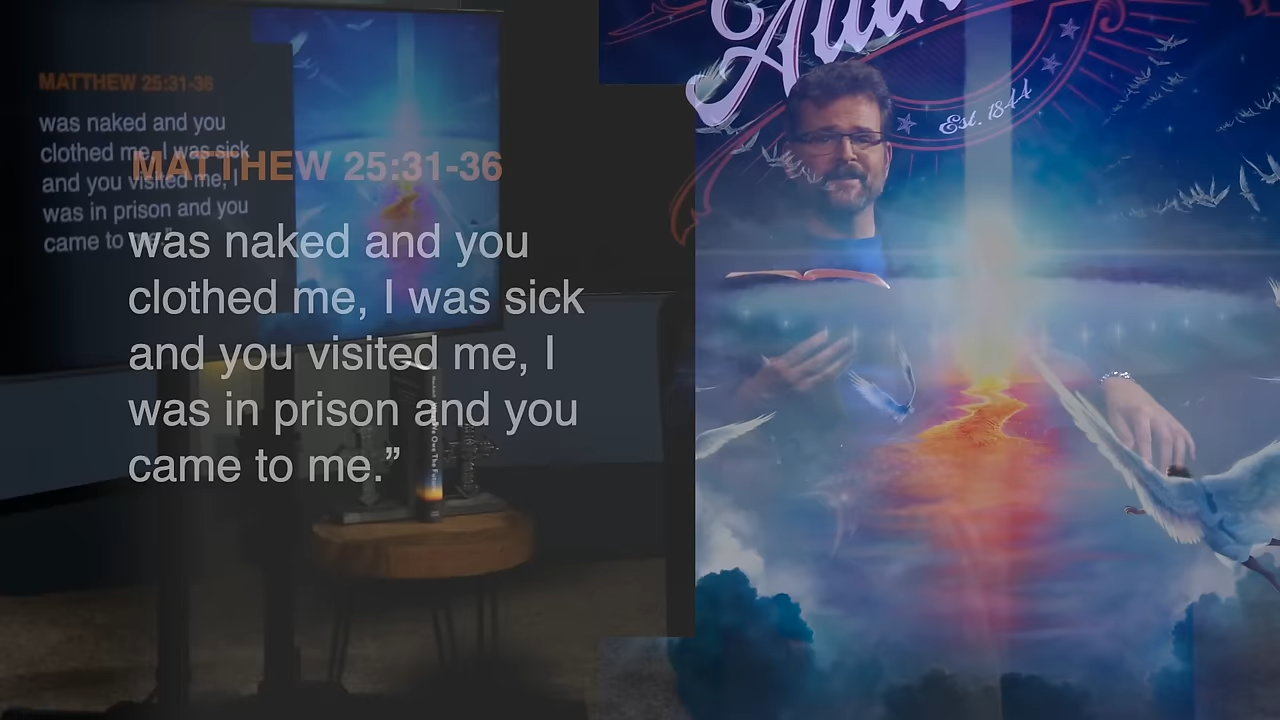 MATTHEW 25:31-36
was naked and you
clothed me, I was sick
and you visited me, I
was in prison and you
came to me.”
MATTHEW 25:31-36
was naked and you
clothed me, I was sick
and you visited me, I
was in prison and you
came to me.”
Est. 1844